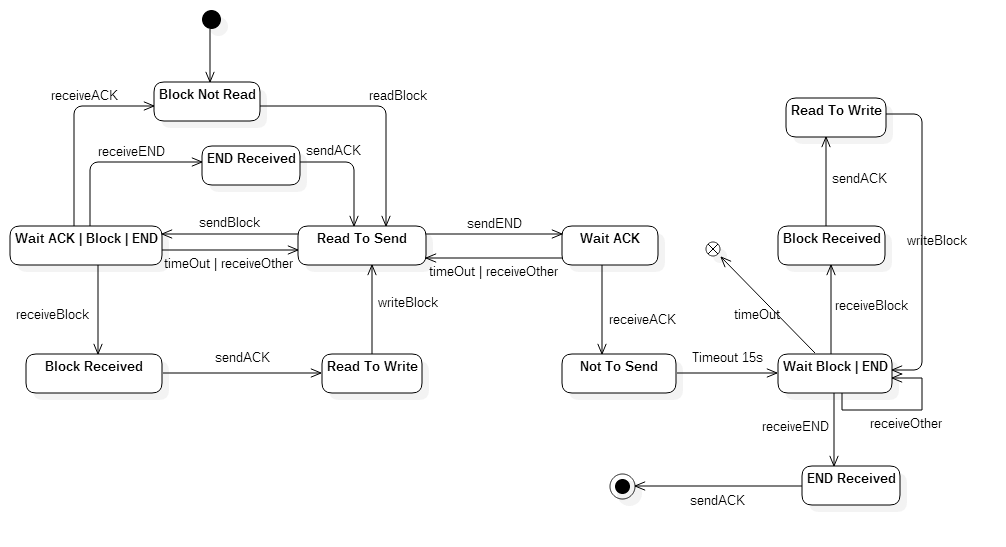 receiveACK
Block Not Read
readBlock
Read To Write
receiveEND
END Received
sendACK
sendACK
Wait ACK | Block | END
sendBlock
Read To Send
sendEND
Wait ACK
Block Received
writeBlock
timeOut | receiveOther
timeOut | receiveOther
receiveBlock
writeBlock
receiveACK
timeOut
receiveBlock
Block Received
sendACK
Read To Write
Not To Send
Timeout 15s
Wait Block | END
receiveEND
receiveOther
END Received
sendACK